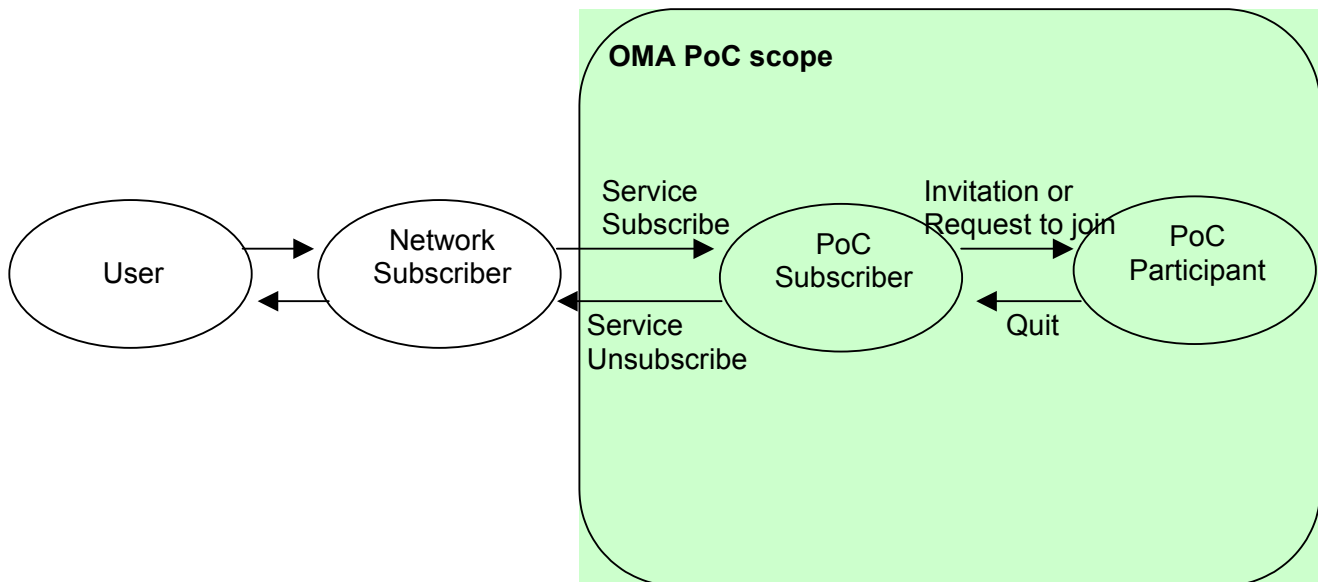 OMA PoC scope
User
Network
Subscriber
Service
Subscribe
PoC
Subscriber
Invitation or
Request to join
PoC
Participant
Service
Unsubscribe
Quit